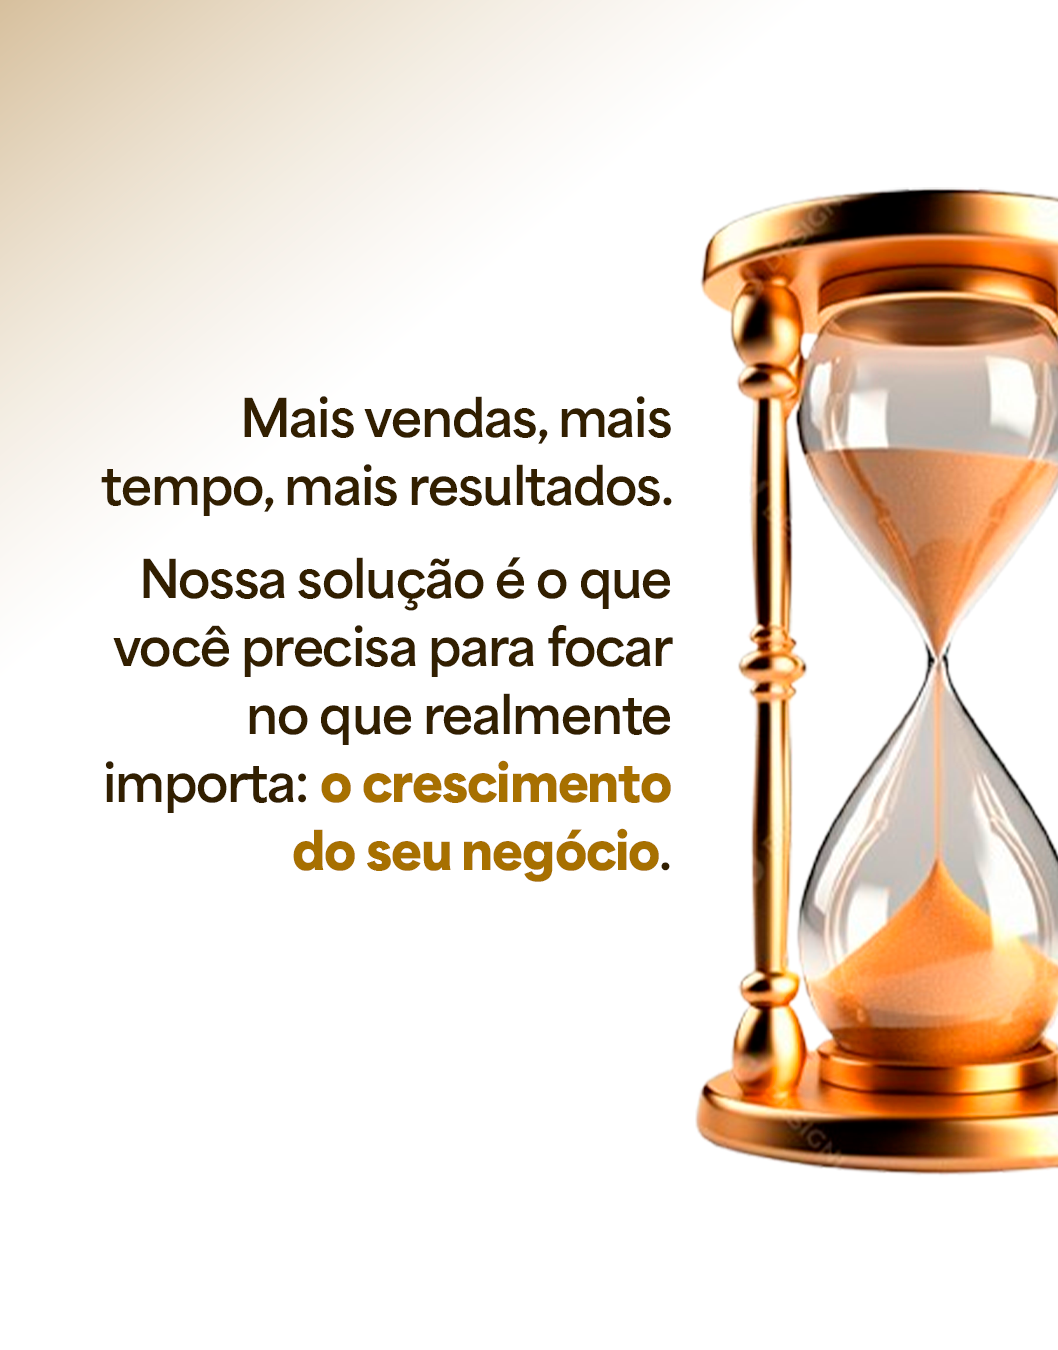 Mais vendas, mais
tempo, mais resultados.
Nossa solução é o que
você precisa para focar
no que realmente
importa: o crescimento
do seu negócio.